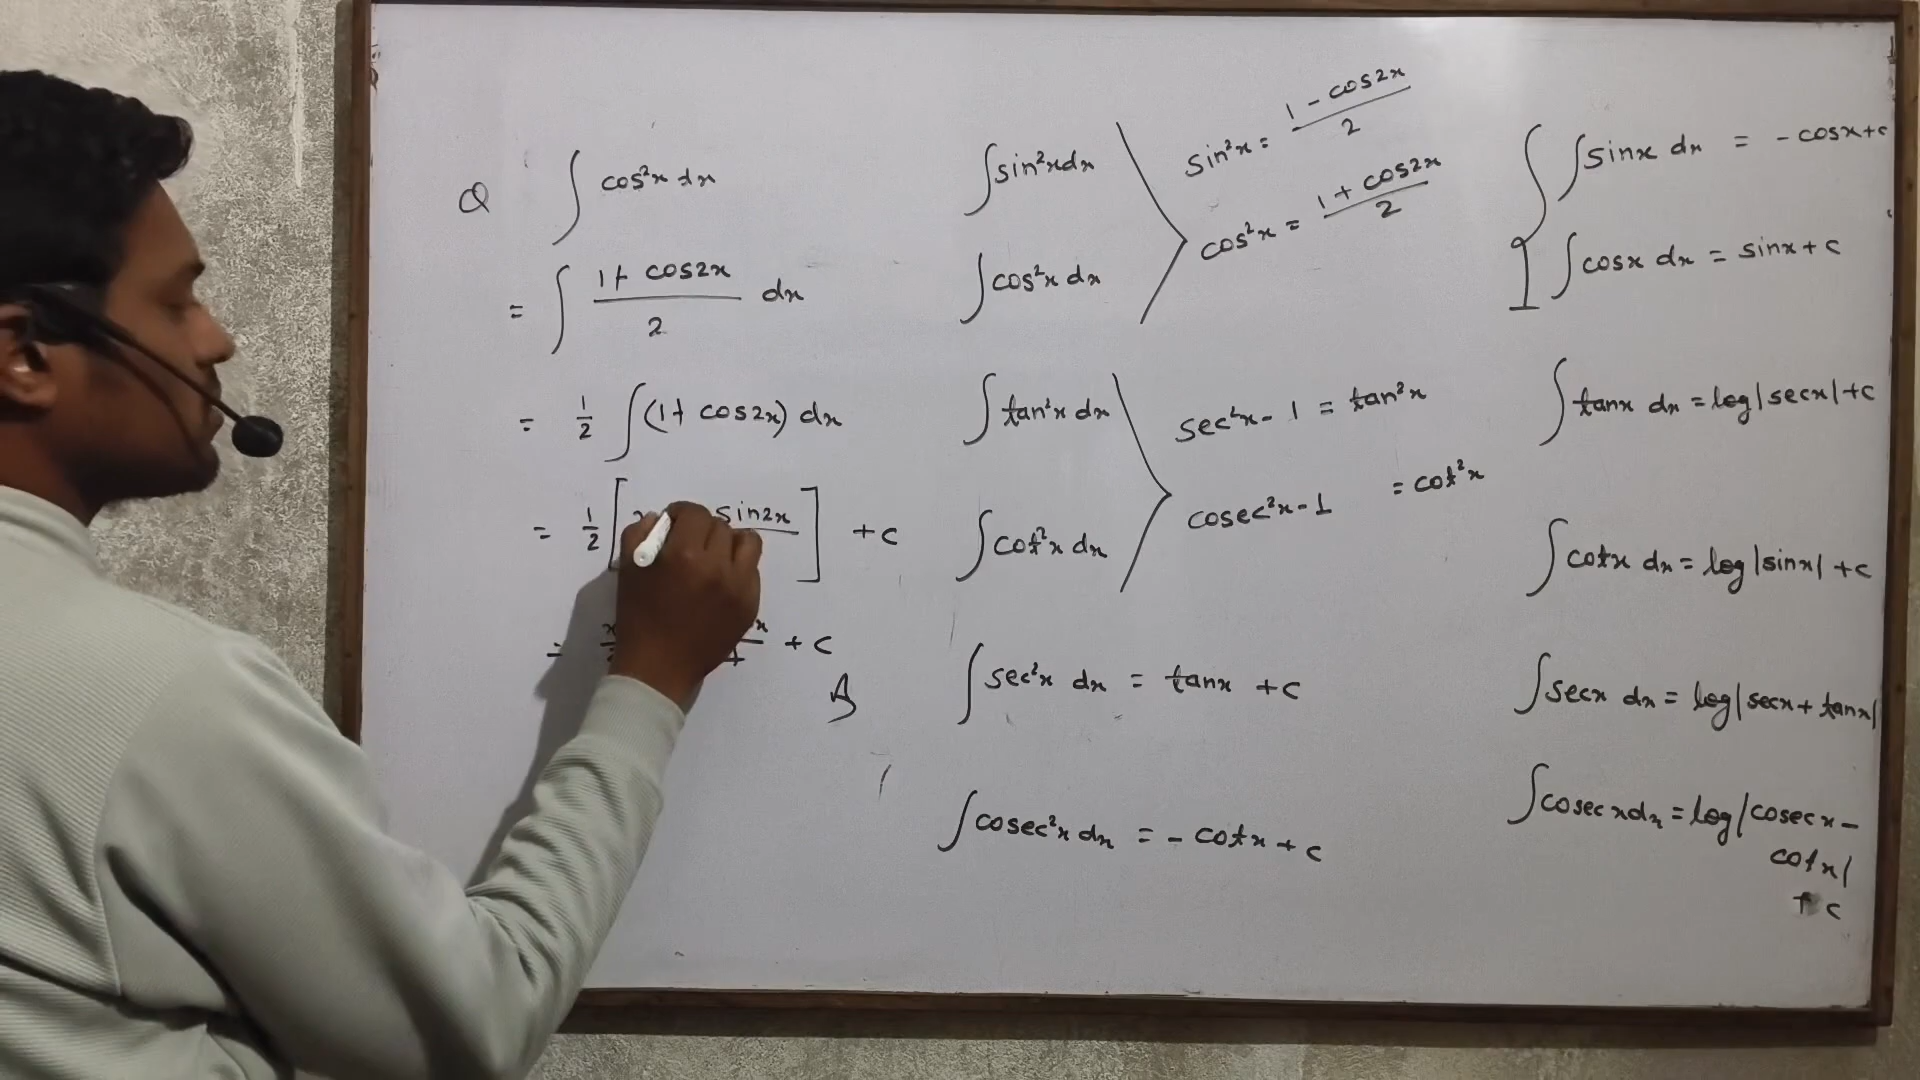 Q ∫ cos²x dx
= ∫ (1 + cos2x)/2 dx
= 1/2 ∫ (1 + cos2x) dx
= 1/2 [ sin2x ] + c
= + c
∫ sin²x dx
∫ cos²x dx
sin²x = (1 - cos2x)/2
cos²x = (1 + cos2x)/2
∫ tan²x dx
∫ cot²x dx
sec²x - 1 = tan²x
cosec²x - 1 = cot²x
∫ sec²x dx = tanx + c
∫ cosec²x dx = - cotx + c
∫ sinx dx = - cosx + c
∫ cosx dx = sinx + c
∫ tanx dx = log|secx| + c
∫ cotx dx = log|sinx| + c
∫ secx dx = log|secx + tanx|
∫ cosec x dx = log|cosec x -
cotx|
+ c